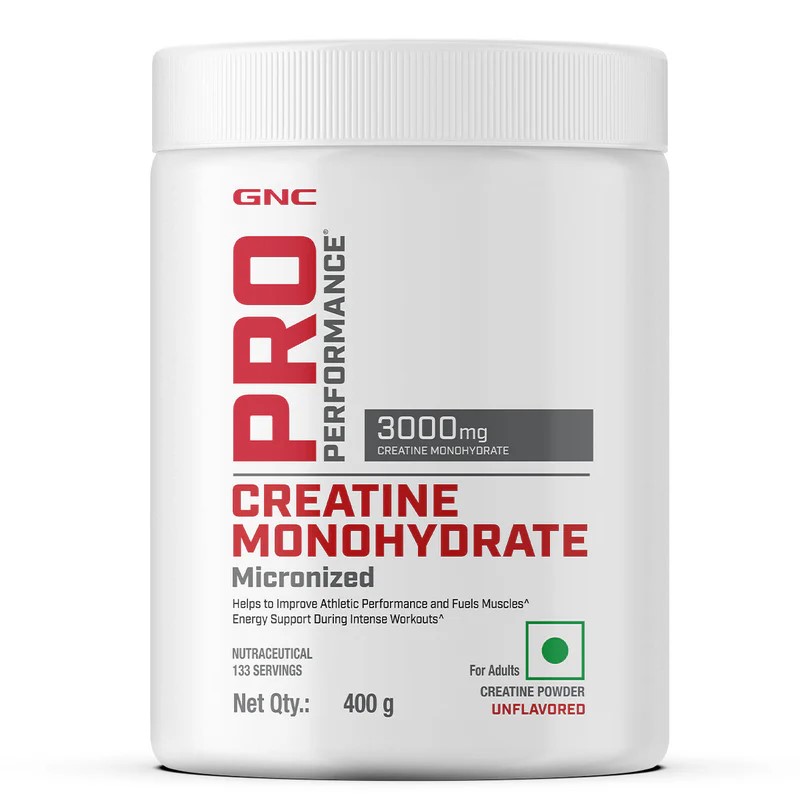 GNC
PRO
PERFORMANCE®
3000mg
CREATINE MONOHYDRATE
CREATINE
MONOHYDRATE
Micronized
Helps to Improve Athletic Performance and Fuels Muscles^
Energy Support During Intense Workouts^
NUTRACEUTICAL
133 SERVINGS
Net Qty.: 400 g
For Adults
CREATINE POWDER
UNFLAVORED